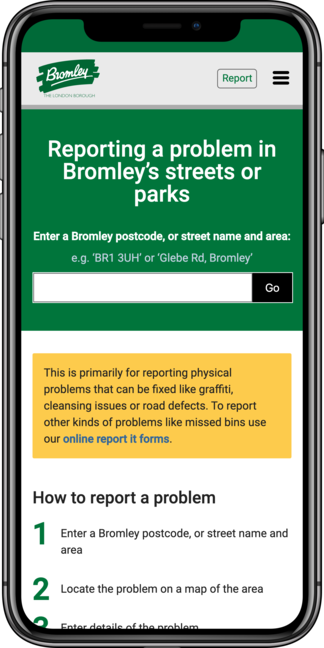 Bromley
THE LONDON BOROUGH
Report
Reporting a problem in
Bromley’s streets or
parks
Enter a Bromley postcode, or street name and area:
e.g. ‘BR1 3UH’ or ‘Glebe Rd, Bromley’
Go
This is primarily for reporting physical
problems that can be fixed like graffiti,
cleansing issues or road defects. To report
other kinds of problems like missed bins use
our online report it forms.
How to report a problem
1 Enter a Bromley postcode, or street name and
area
2 Locate the problem on a map of the area
3 Enter details of the problem